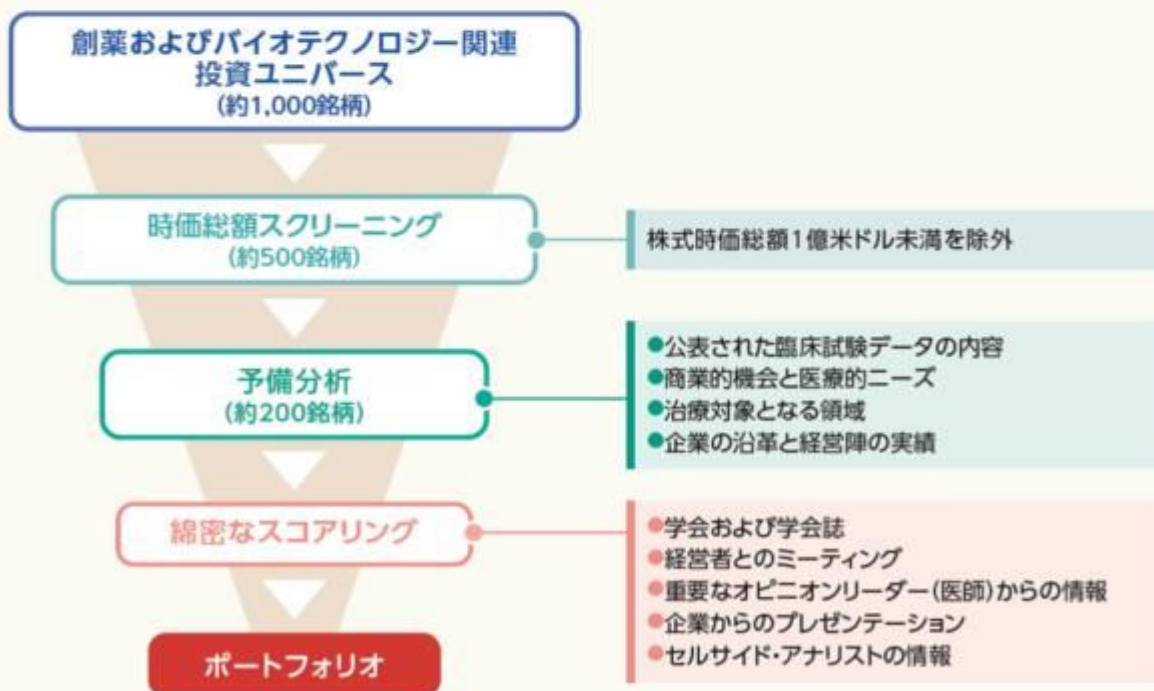 創薬およびバイオテクノロジー関連
投資ユニバース
(約1,000銘柄)
時価総額スクリーニング
(約500銘柄)
株式時価総額1億米ドル未満を除外
予備分析
(約200銘柄)
●公表された臨床試験データの内容
●商業的機会と医療的ニーズ
●治療対象となる領域
●企業の沿革と経営陣の実績
綿密なスコアリング
●学会および学会誌
●経営者とのミーティング
●重要なオピニオンリーダー(医師)からの情報
●企業からのプレゼンテーション
●セルサイド・アナリストの情報
ポートフォリオ